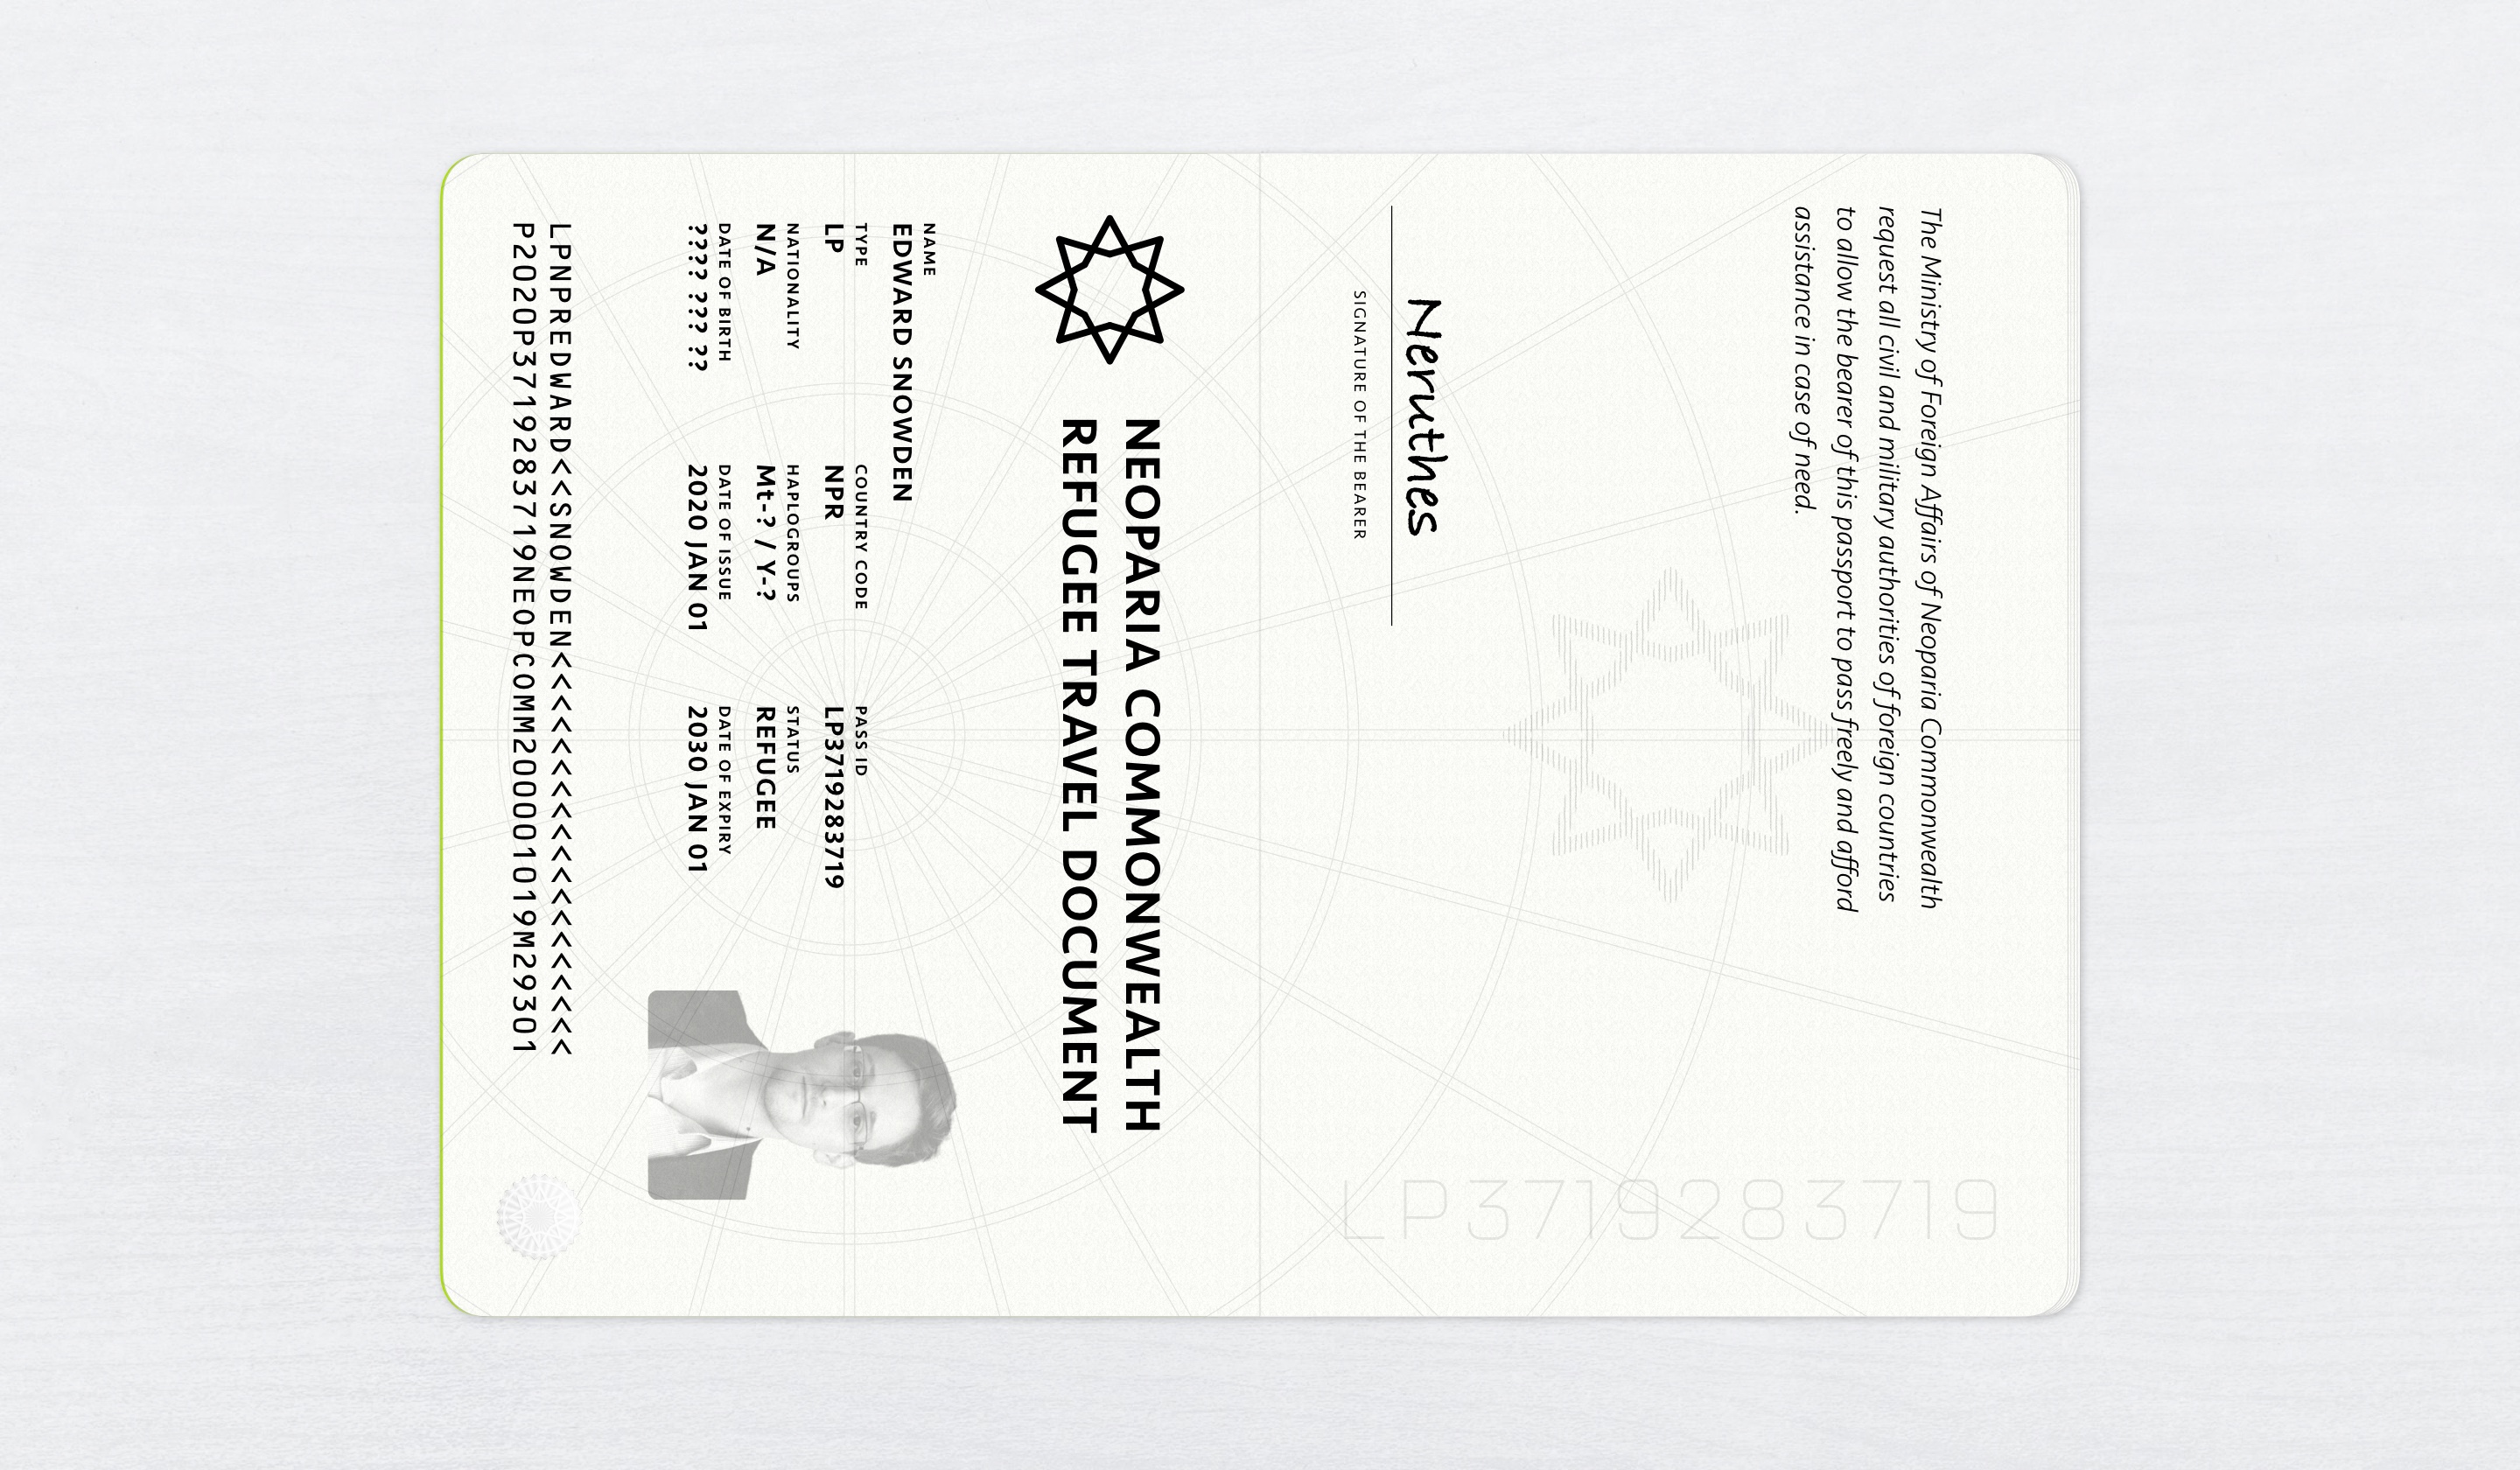 The Ministry of Foreign Affairs of Neoparia Commonwealth
request all civil and military authorities of foreign countries
to allow the bearer of this passport to pass freely and afford
assistance in case of need.
Neruthes
SIGNATURE OF THE BEARER
LP3719283719
NEOPARIA COMMONWEALTH
REFUGEE TRAVEL DOCUMENT
NAME
EDWARD SNOWDEN
TYPE COUNTRY CODE PASS ID
LP NPR LP3719283719
NATIONALITY HAPLOGROUPS STATUS
N/A Mt-? / Y-? REFUGEE
DATE OF BIRTH DATE OF ISSUE DATE OF EXPIRY
???? ??? ?? 2020 JAN 01 2030 JAN 01
LPNPREDWARD<<SNOWDEN<<<<<<<<<<<<<<<<<<<
P2020P3719283719NEOPCOMM20000101019M29301